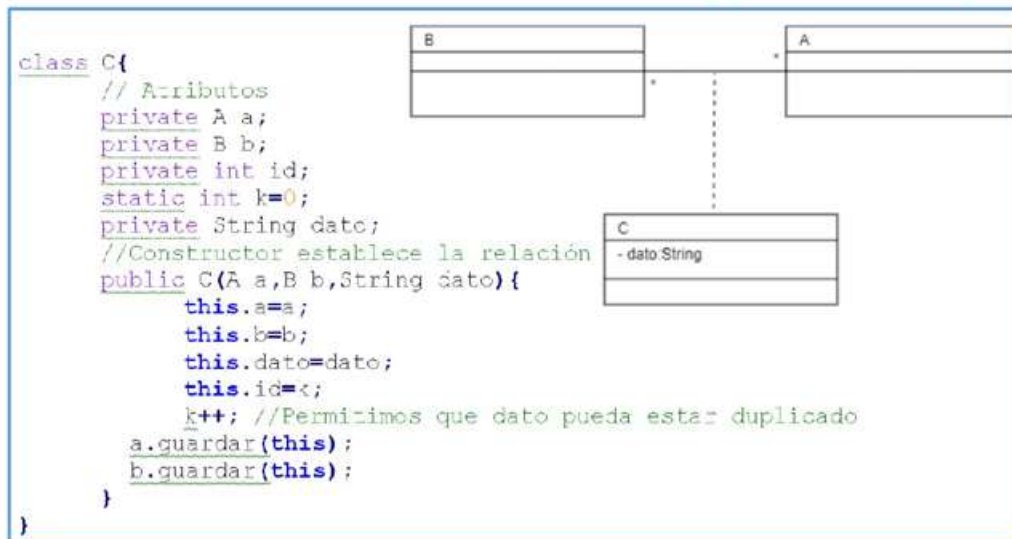 class C{
// Atributos
private A a;
private B b;
private int id;
static int k=0;
private String dato;
//Constructor establece la relación
public C(A a,B b,String dato){
this.a=a;
this.b=b;
this.dato=dato;
this.id=k;
k++; //Permitimos que dato pueda estar duplicado
a.guardar(this);
b.guardar(this);
}
}
B
A
*
*
C
- dato:String